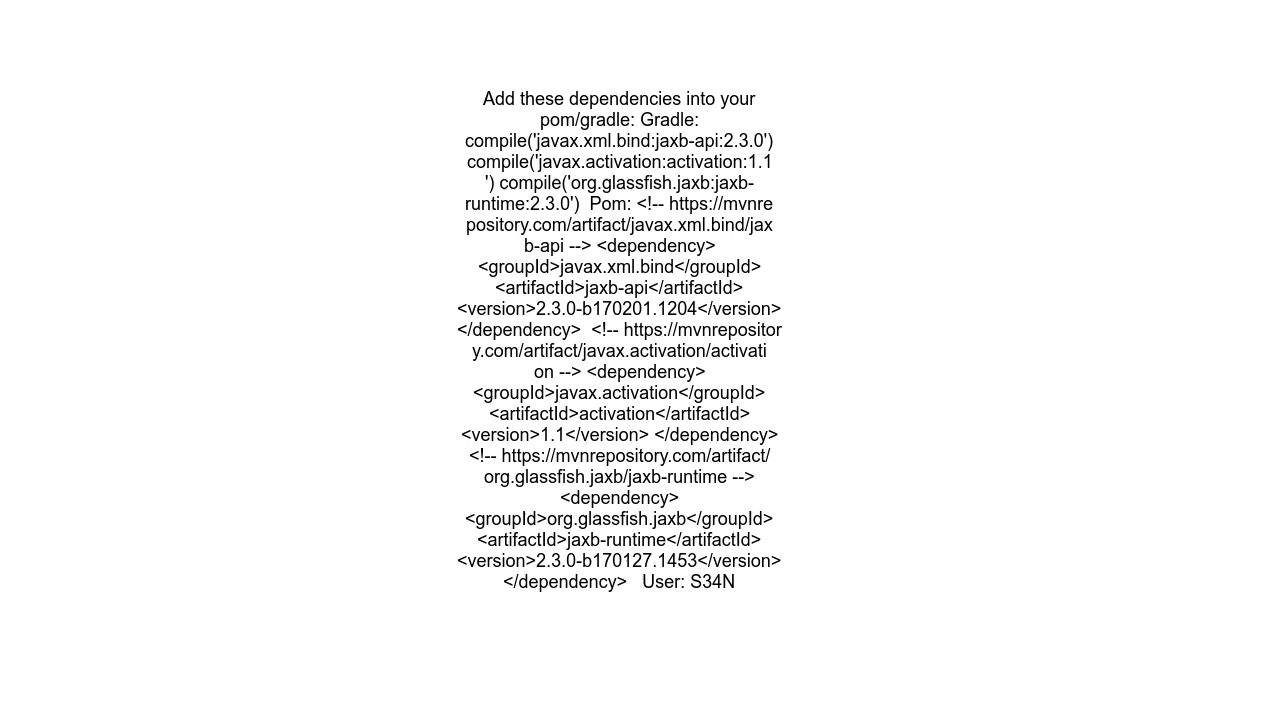 Add these dependencies into your
pom/gradle: Gradle:
compile('javax.xml.bind:jaxb-api:2.3.0')
compile('javax.activation:activation:1.1
') compile('org.glassfish.jaxb:jaxb-
runtime:2.3.0')  Pom: <!-- https://mvnre
pository.com/artifact/javax.xml.bind/jax
b-api --> <dependency>
<groupId>javax.xml.bind</groupId>
<artifactId>jaxb-api</artifactId>
<version>2.3.0-b170201.1204</version>
</dependency>  <!-- https://mvnrepositor
y.com/artifact/javax.activation/activati
on --> <dependency>
<groupId>javax.activation</groupId>
<artifactId>activation</artifactId>
<version>1.1</version> </dependency>
<!-- https://mvnrepository.com/artifact/
org.glassfish.jaxb/jaxb-runtime -->
<dependency>
<groupId>org.glassfish.jaxb</groupId>
<artifactId>jaxb-runtime</artifactId>
<version>2.3.0-b170127.1453</version>
</dependency>   User: S34N